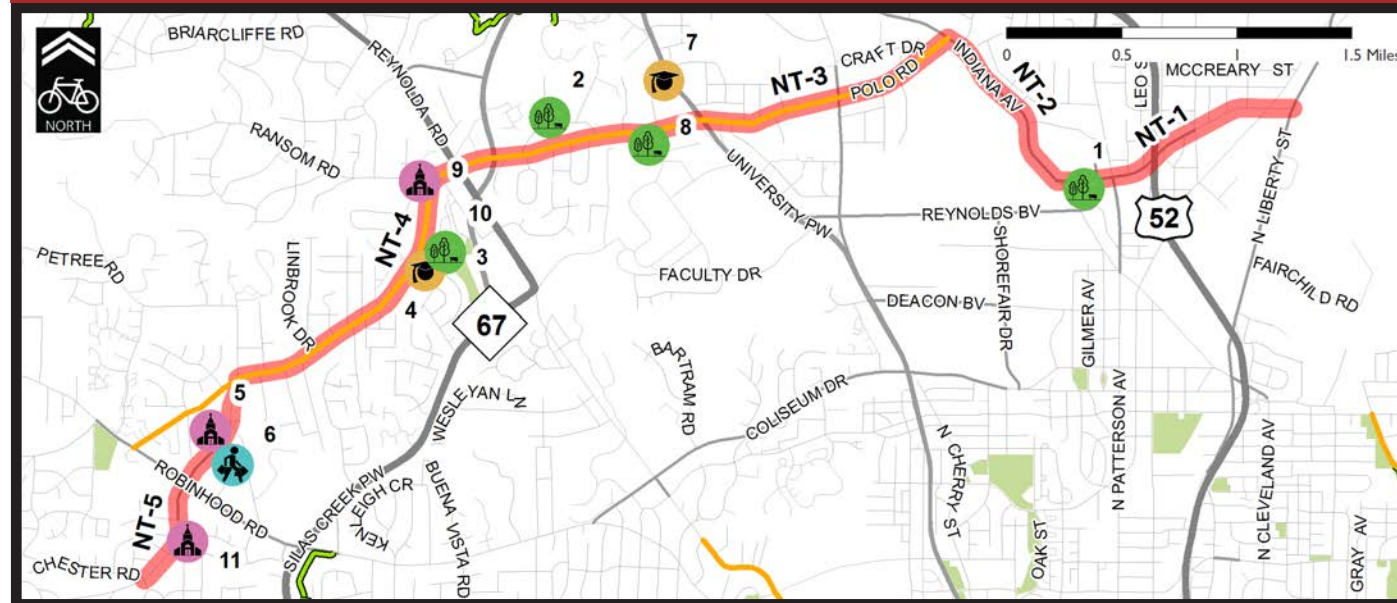 NORTH
BRIARCLIFFE RD
REYNOLDA RD
2
7
CRAFT DR
NT-3
POLO RD
INDIANA AV
NT-2
0
0.5
1
1.5 Miles
LEO S
MCCREARY ST
NT-1
1
8
RANSOM RD
9
10
UNIVERSITY PW
REYNOLDS BV
52
N LIBERTY ST
FAIRCHILD RD
PETREE RD
LINBROOK DR
NT-4
3
4
67
FACULTY DR
SHOREFAIR DR
DEACON BV
GILMER AV
5
6
WESLEYAN LN
BARTRAM RD
COLISEUM DR
N CHERRY ST
OAK ST
N PATTERSON AV
N CLEVELAND AV
GRAY AV
ROBINHOOD RD
NT-5
11
CHESTER RD
SILAS CREEK PW
KENLEIGH CR
BUENA VISTA RD